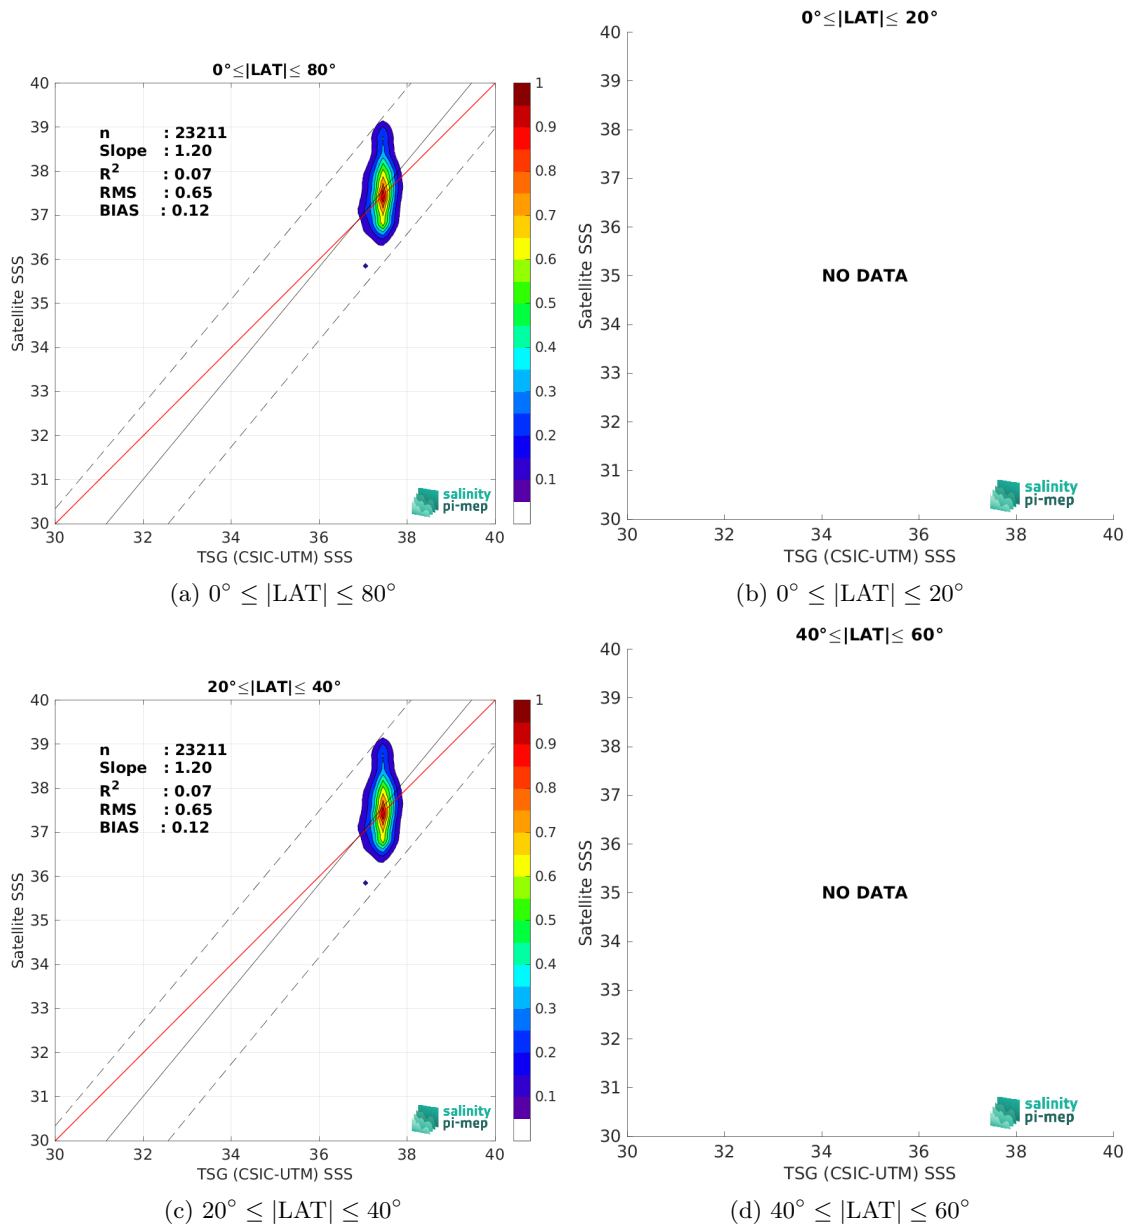 0°≤|LAT|≤ 80°
40
39
38
37
36
35
34
33
32
31
30
Satellite SSS
n : 23211
Slope : 1.20
R² : 0.07
RMS : 0.65
BIAS : 0.12
salinity
pi-mep
30 32 34 36 38 40
TSG (CSIC-UTM) SSS
1
0.9
0.8
0.7
0.6
0.5
0.4
0.3
0.2
0.1
(a) 0° ≤ |LAT| ≤ 80°
0°≤|LAT|≤ 20°
40
39
38
37
36
35
34
33
32
31
30
Satellite SSS
NO DATA
salinity
pi-mep
30 32 34 36 38 40
TSG (CSIC-UTM) SSS
(b) 0° ≤ |LAT| ≤ 20°
20°≤|LAT|≤ 40°
40
39
38
37
36
35
34
33
32
31
30
Satellite SSS
n : 23211
Slope : 1.20
R² : 0.07
RMS : 0.65
BIAS : 0.12
salinity
pi-mep
30 32 34 36 38 40
TSG (CSIC-UTM) SSS
1
0.9
0.8
0.7
0.6
0.5
0.4
0.3
0.2
0.1
(c) 20° ≤ |LAT| ≤ 40°
40°≤|LAT|≤ 60°
40
39
38
37
36
35
34
33
32
31
30
Satellite SSS
NO DATA
salinity
pi-mep
30 32 34 36 38 40
TSG (CSIC-UTM) SSS
(d) 40° ≤ |LAT| ≤ 60°